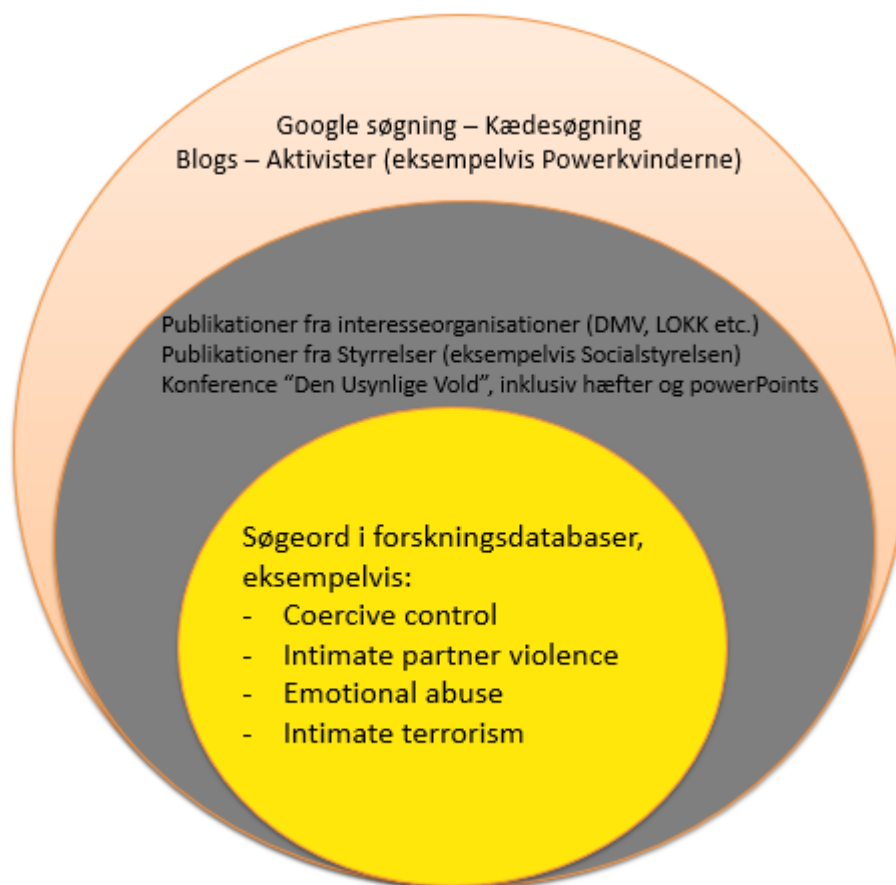 Google søgning – Kædesøgning
Blogs – Aktivister (eksempelvis Powerkvinderne)
Publikationer fra interesseorganisationer (DMV, LOKK etc.)
Publikationer fra Styrrelser (eksempelvis Socialstyrelsen)
Konference “Den Usynlige Vold”, inklusiv hæfter og powerPoints
Søgeord i forskningsdatabaser,
eksempelvis:
- Coercive control
- Intimate partner violence
- Emotional abuse
- Intimate terrorism